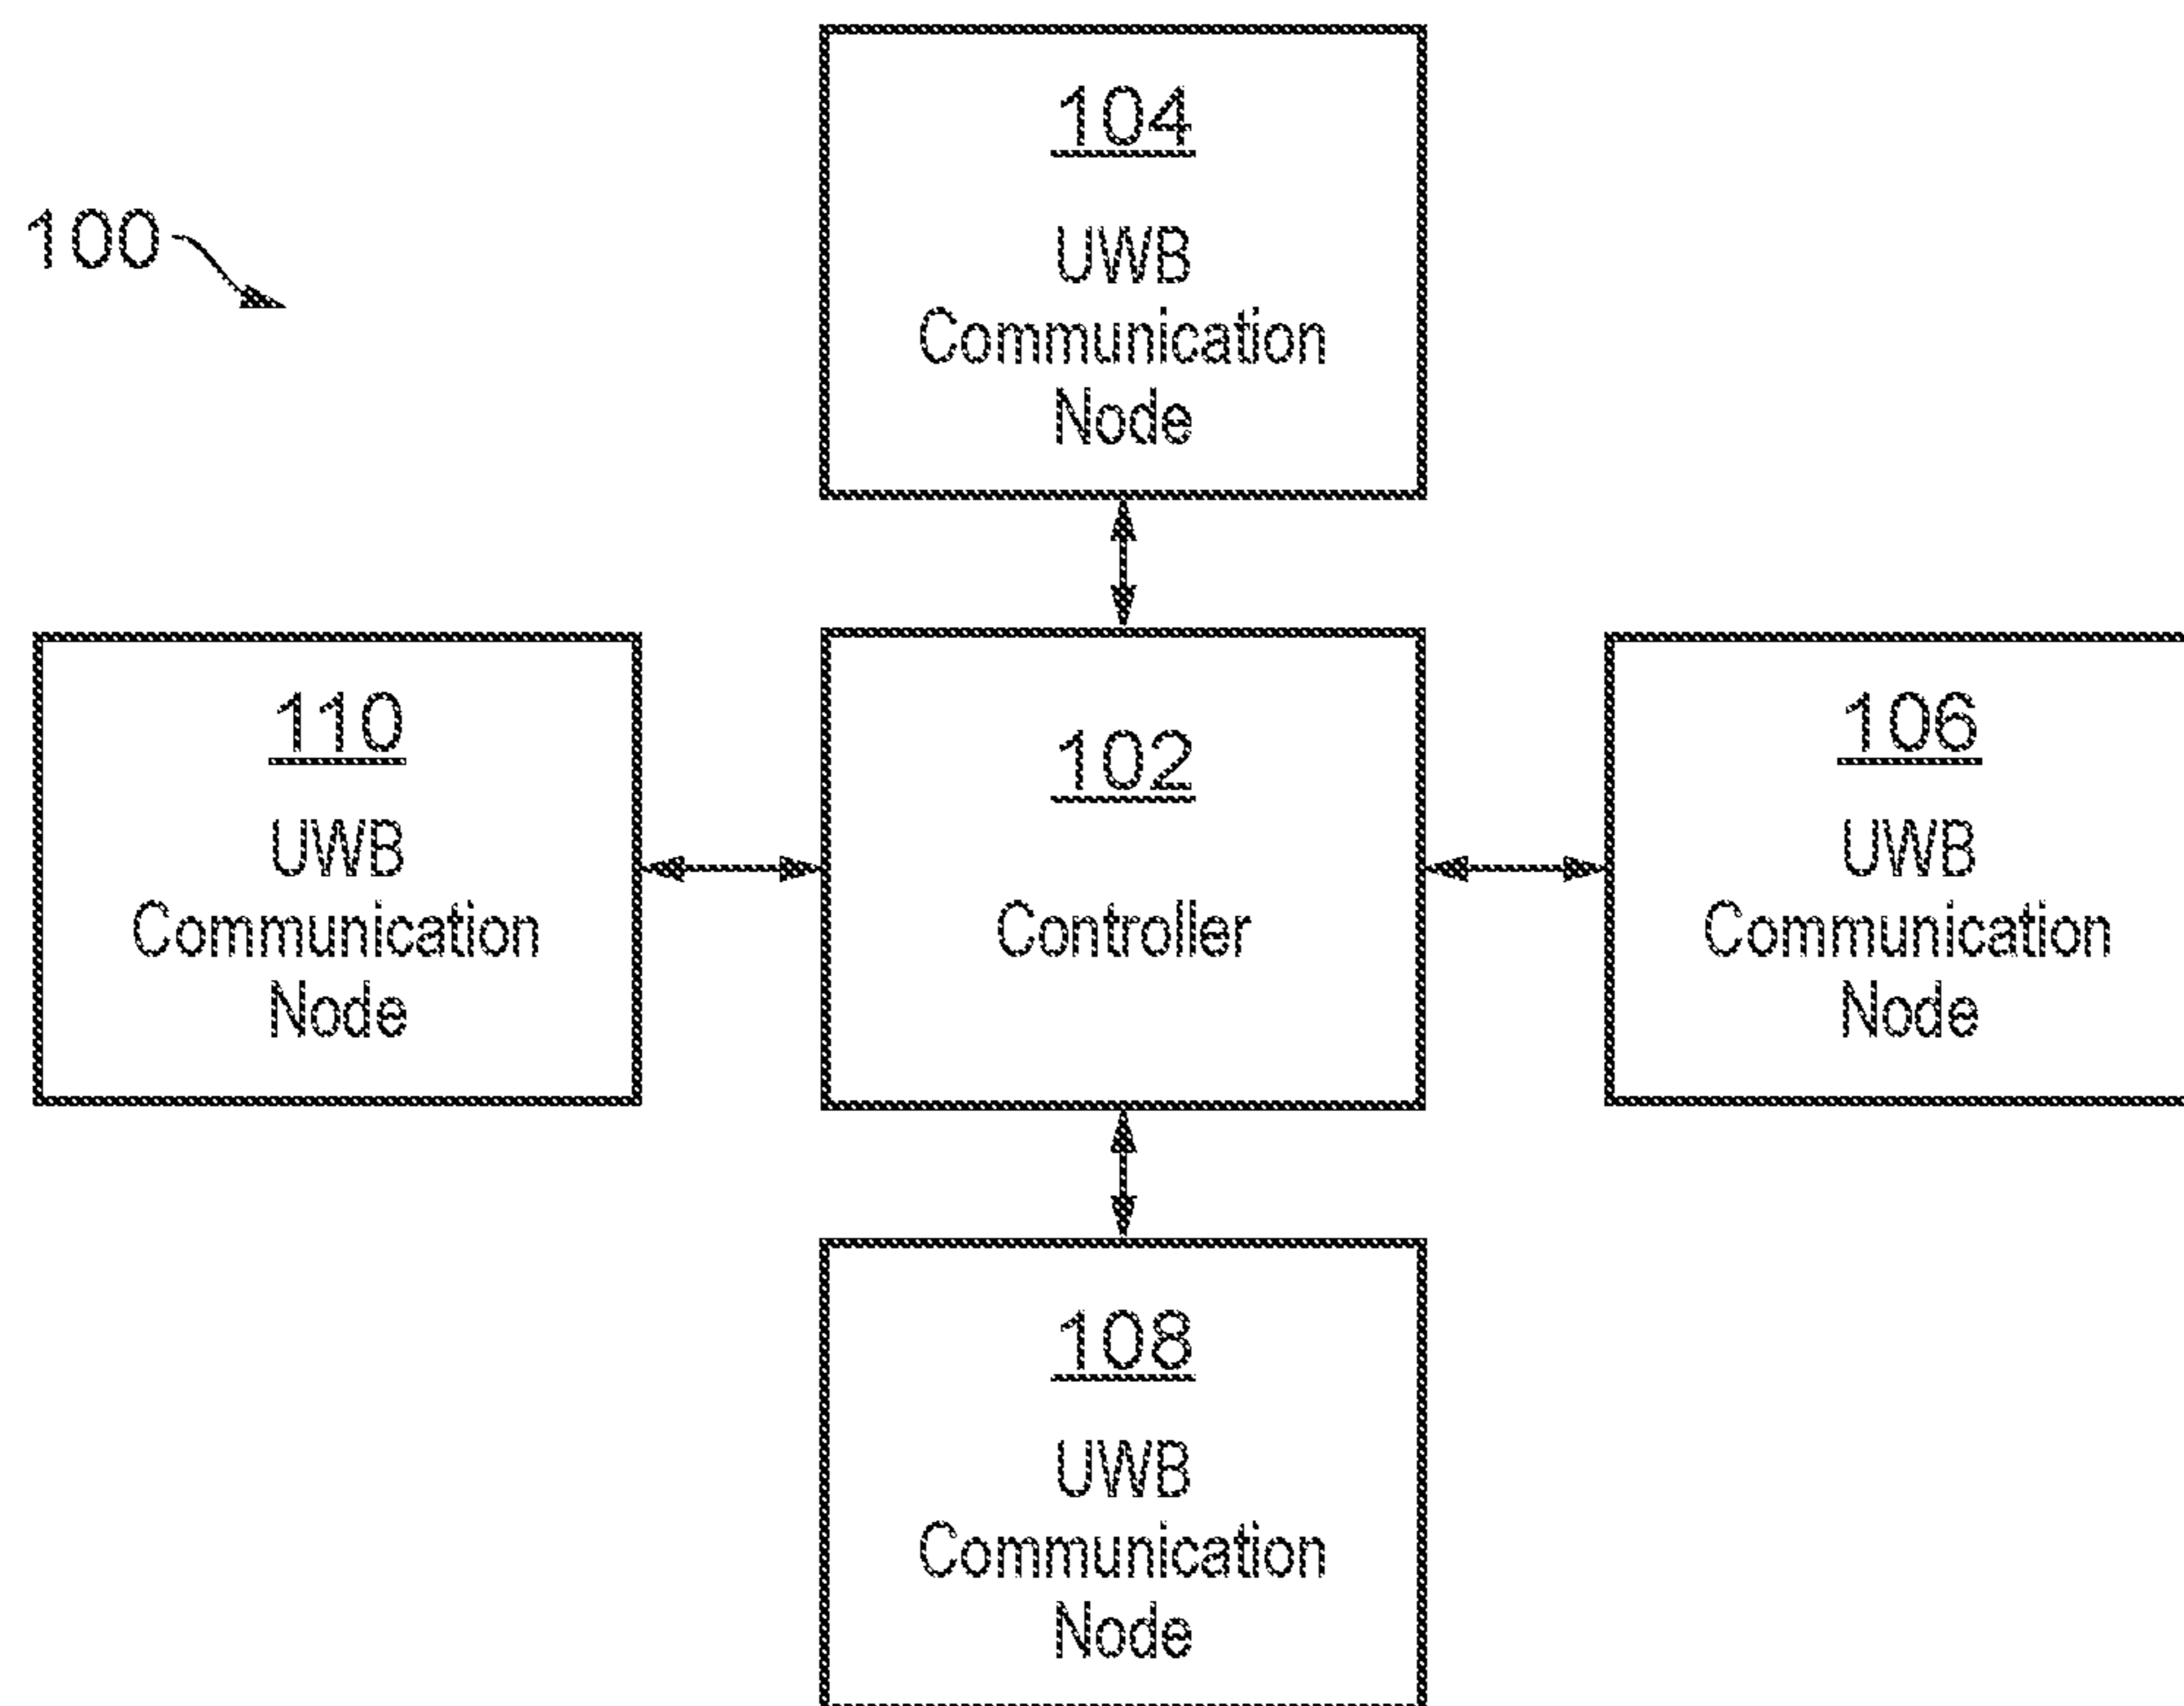 104
UWB
Communication
Node
100
110
UWB
Communication
Node
102
Controller
106
UWB
Communication
Node
108
UWB
Communication
Node